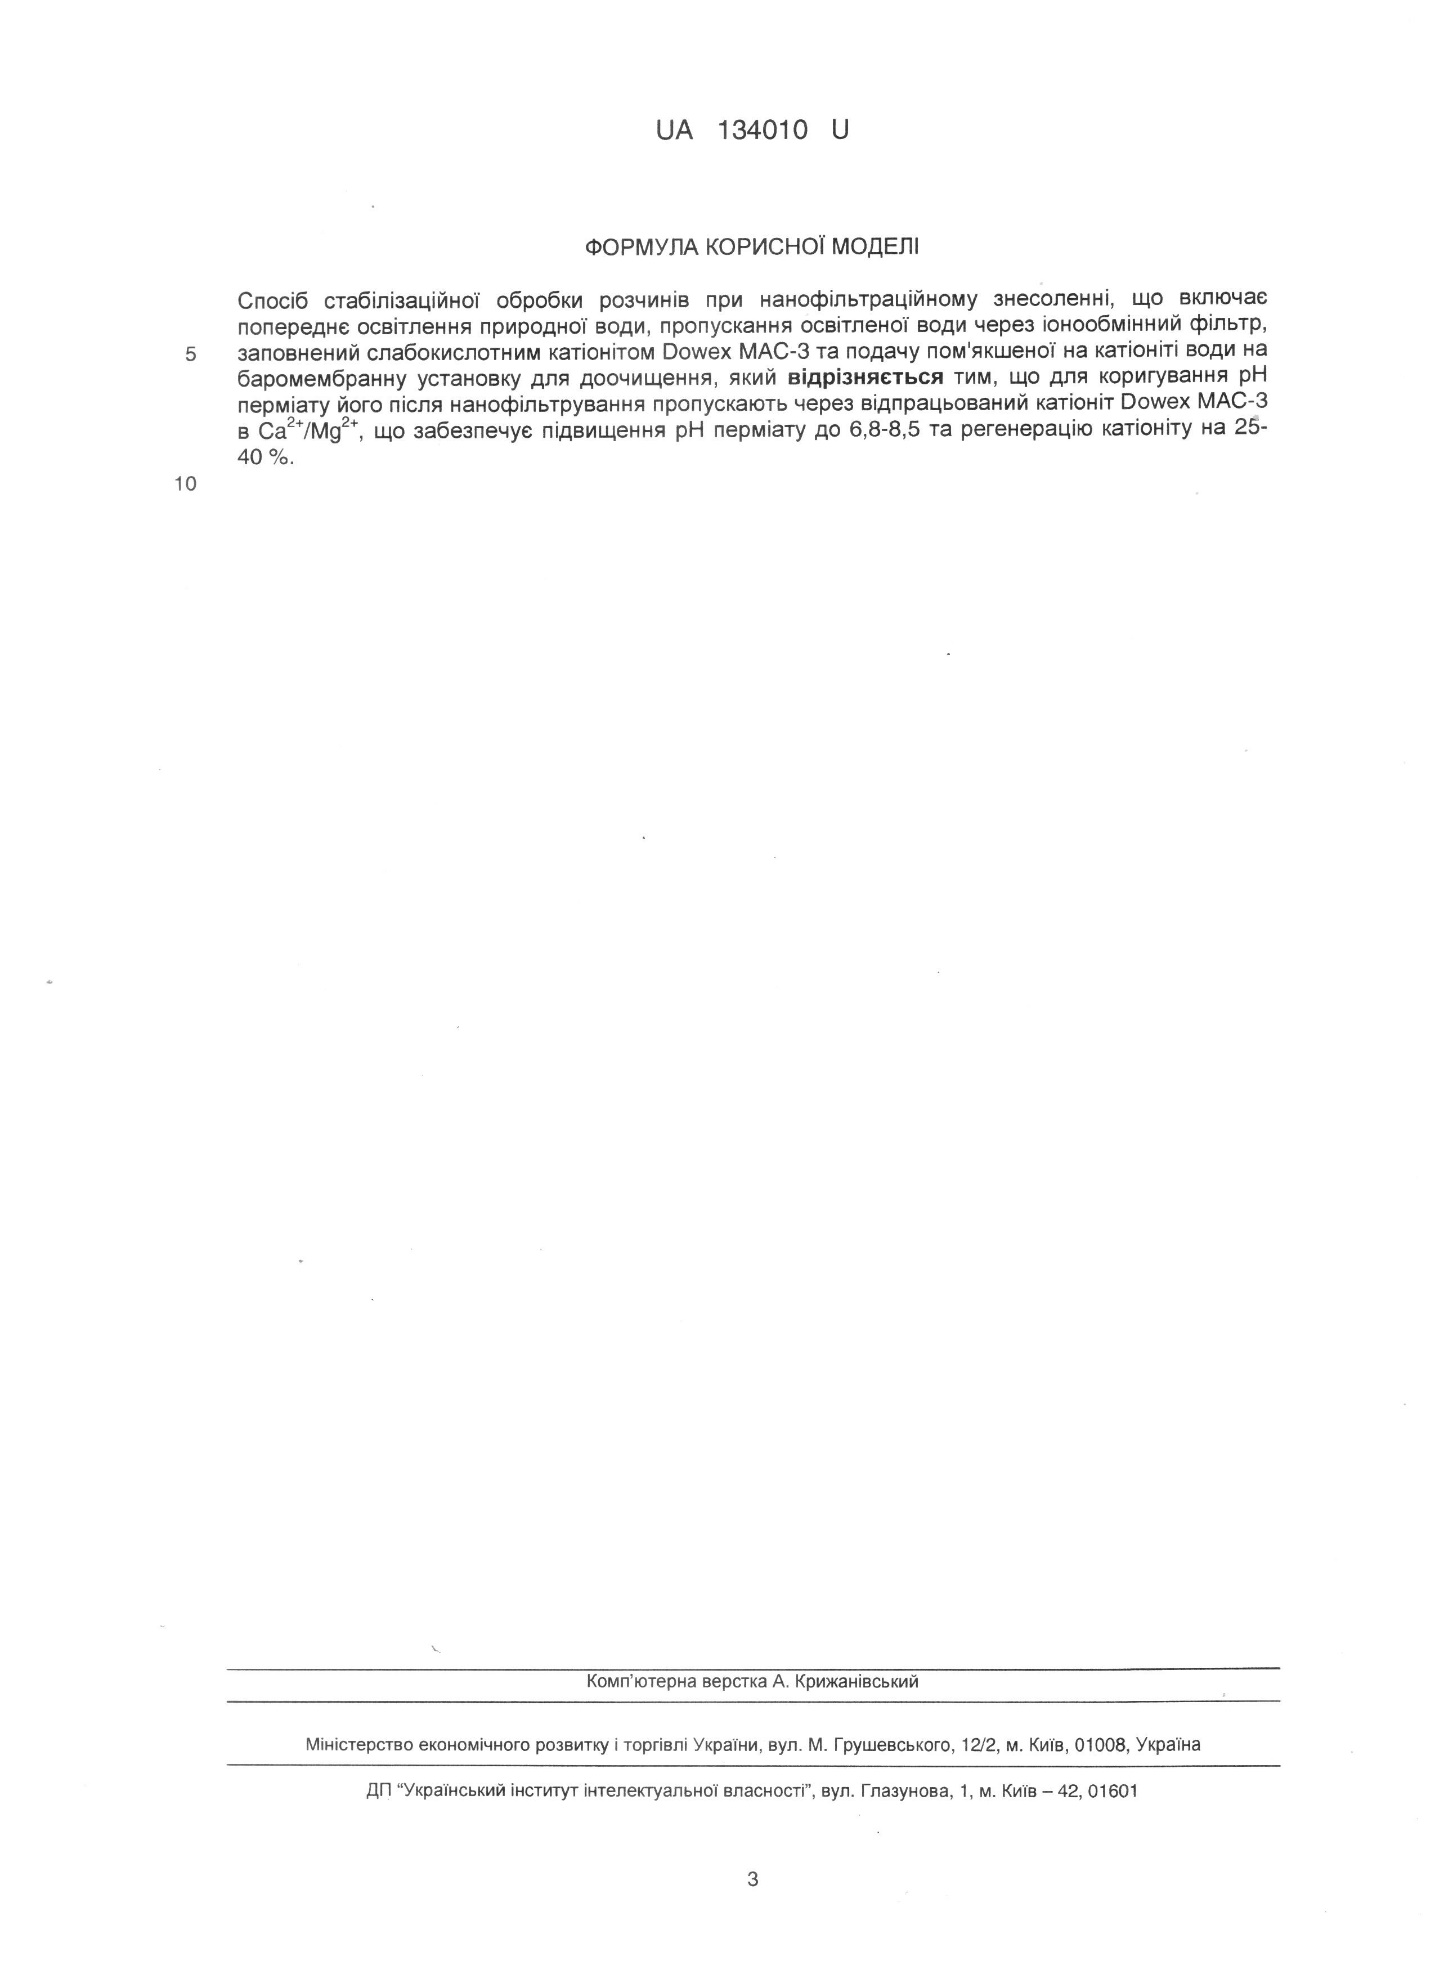 UA 134010 U
ФОРМУЛА КОРИСНОЇ МОДЕЛІ
Спосіб стабілізаційної обробки розчинів при нанофільтраційному знесоленні, що включає
попереднє освітлення природної води, пропускання освітленої води через іонообмінний фільтр,
5 заповнений слабокислотним катіонітом Dowex MAC-3 та подачу пом'якшеної на катіоніті води на
баромембранну установку для доочищення, який відрізняється тим, що для коригування рН
перміату його після нанофільтрування пропускають через відпрацьований катіоніт Dowex MAC-3
в Ca²⁺/Mg²⁺, що забезпечує підвищення рН перміату до 6,8-8,5 та регенерацію катіоніту на 25-
40 %.
10
Комп'ютерна верстка А. Крижанівський
Міністерство економічного розвитку і торгівлі України, вул. М. Грушевського, 12/2, м. Київ, 01008, Україна
ДП “Український інститут інтелектуальної власності”, вул. Глазунова, 1, м. Київ – 42, 01601
3